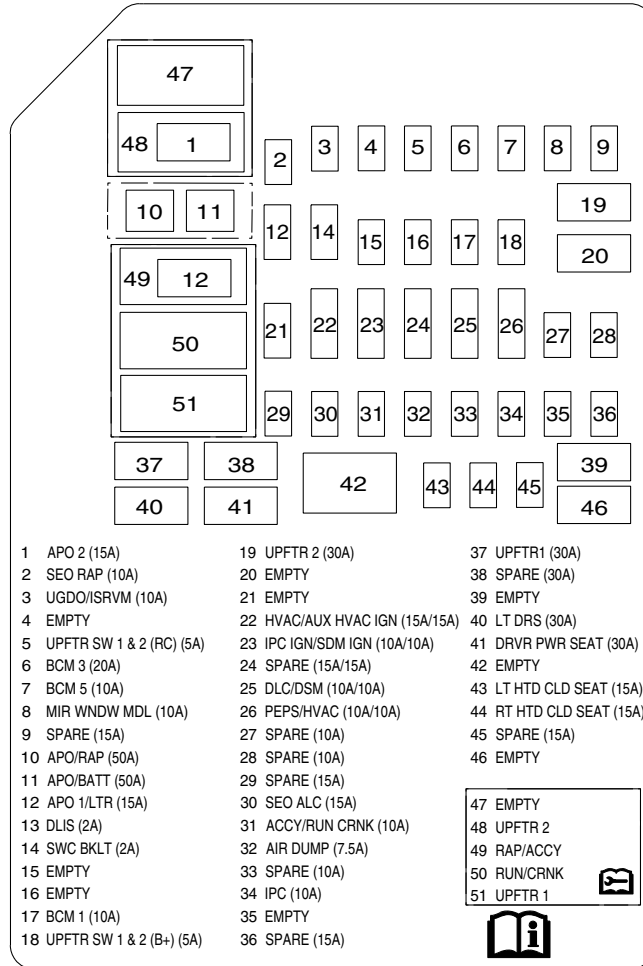 47
48 1
2 3 4 5 6 7 8 9
10 11
12 14 15 16 17 18
19
20
49 12
50
51
21 22 23 24 25 26 27 28
29 30 31 32 33 34 35 36
37 38
40 41
42
43 44 45
39
46
1 APO 2 (15A)
2 SEO RAP (10A)
3 UGDO/ISRVM (10A)
4 EMPTY
5 UPFTR SW 1 & 2 (RC) (5A)
6 BCM 3 (20A)
7 BCM 5 (10A)
8 MIR WNDW MDL (10A)
9 SPARE (15A)
10 APO/RAP (50A)
11 APO/BATT (50A)
12 APO 1/LTR (15A)
13 DLIS (2A)
14 SWC BKLT (2A)
15 EMPTY
16 EMPTY
17 BCM 1 (10A)
18 UPFTR SW 1 & 2 (B+) (5A)
19 UPFTR 2 (30A)
20 EMPTY
21 EMPTY
22 HVAC/AUX HVAC IGN (15A/15A)
23 IPC IGN/SDM IGN (10A/10A)
24 SPARE (15A/15A)
25 DLC/DSM (10A/10A)
26 PEPS/HVAC (10A/10A)
27 SPARE (10A)
28 SPARE (10A)
29 SPARE (15A)
30 SEO ALC (15A)
31 ACCY/RUN CRNK (10A)
32 AIR DUMP (7.5A)
33 SPARE (10A)
34 IPC (10A)
35 EMPTY
36 SPARE (15A)
37 UPFTR1 (30A)
38 SPARE (30A)
39 EMPTY
40 LT DRS (30A)
41 DRVR PWR SEAT (30A)
42 EMPTY
43 LT HTD CLD SEAT (15A)
44 RT HTD CLD SEAT (15A)
45 SPARE (15A)
46 EMPTY
47 EMPTY
48 UPFTR 2
49 RAP/ACCY
50 RUN/CRNK
51 UPFTR 1
i